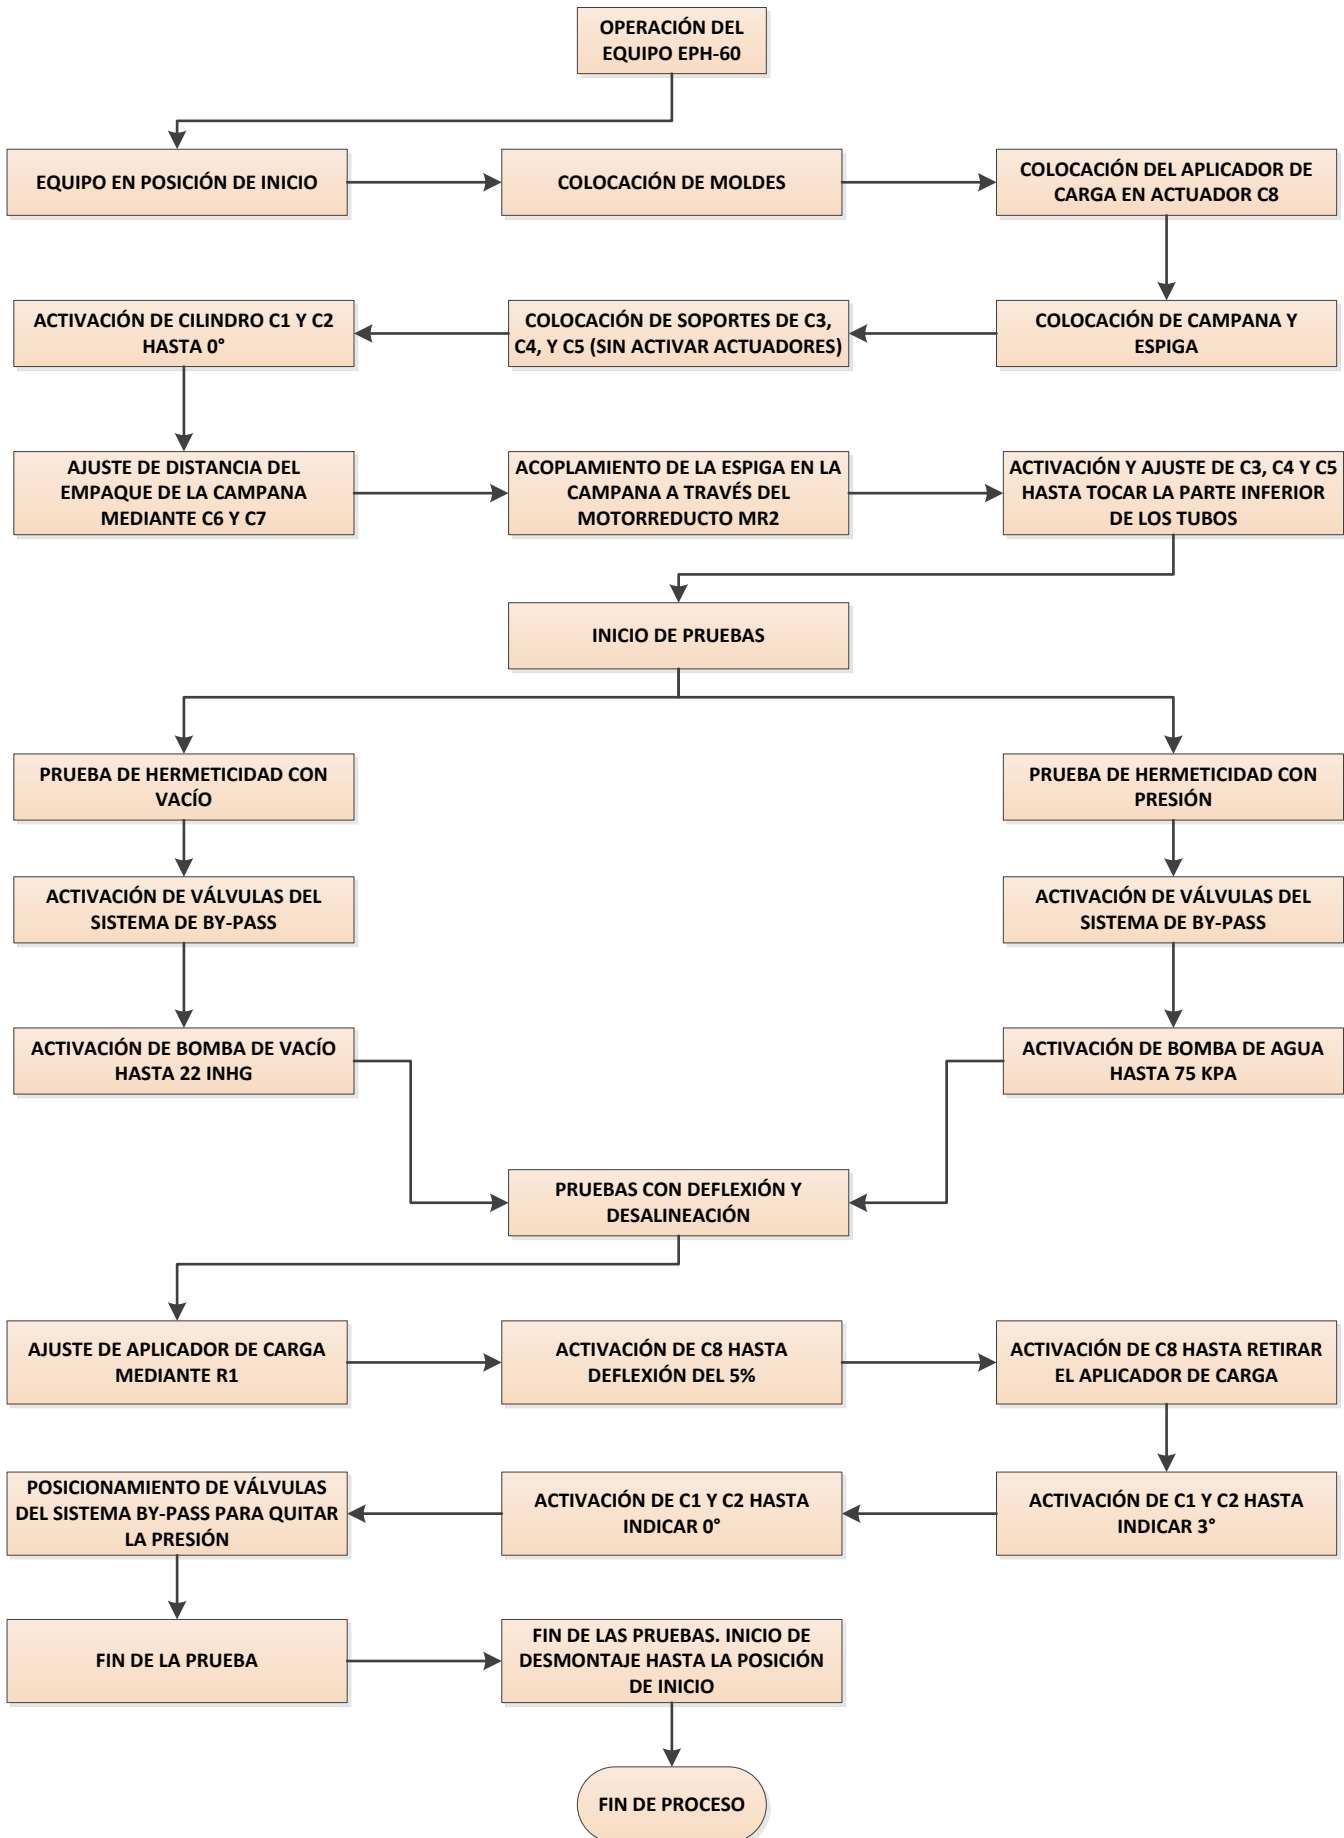 OPERACIÓN DEL
EQUIPO EPH-60
EQUIPO EN POSICIÓN DE INICIO
COLOCACIÓN DE MOLDES
COLOCACIÓN DEL APLICADOR DE
CARGA EN ACTUADOR C8
COLOCACIÓN DE CAMPANA Y
ESPIGA
COLOCACIÓN DE SOPORTES DE C3,
C4, Y C5 (SIN ACTIVAR ACTUADORES)
ACTIVACIÓN DE CILINDRO C1 Y C2
HASTA 0°
AJUSTE DE DISTANCIA DEL
EMPAQUE DE LA CAMPANA
MEDIANTE C6 Y C7
ACOPLAMIENTO DE LA ESPIGA EN LA
CAMPANA A TRAVÉS DEL
MOTORREDUCTO MR2
ACTIVACIÓN Y AJUSTE DE C3, C4 Y C5
HASTA TOCAR LA PARTE INFERIOR
DE LOS TUBOS
INICIO DE PRUEBAS
PRUEBA DE HERMETICIDAD CON
VACÍO
ACTIVACIÓN DE VÁLVULAS DEL
SISTEMA DE BY-PASS
ACTIVACIÓN DE BOMBA DE VACÍO
HASTA 22 INHG
PRUEBA DE HERMETICIDAD CON
PRESIÓN
ACTIVACIÓN DE VÁLVULAS DEL
SISTEMA DE BY-PASS
ACTIVACIÓN DE BOMBA DE AGUA
HASTA 75 KPA
PRUEBAS CON DEFLEXIÓN Y
DESALINEACIÓN
AJUSTE DE APLICADOR DE CARGA
MEDIANTE R1
ACTIVACIÓN DE C8 HASTA
DEFLEXIÓN DEL 5%
ACTIVACIÓN DE C8 HASTA RETIRAR
EL APLICADOR DE CARGA
ACTIVACIÓN DE C1 Y C2 HASTA
INDICAR 3°
ACTIVACIÓN DE C1 Y C2 HASTA
INDICAR 0°
POSICIONAMIENTO DE VÁLVULAS
DEL SISTEMA BY-PASS PARA QUITAR
LA PRESIÓN
FIN DE LA PRUEBA
FIN DE LAS PRUEBAS. INICIO DE
DESMONTAJE HASTA LA POSICIÓN
DE INICIO
FIN DE PROCESO